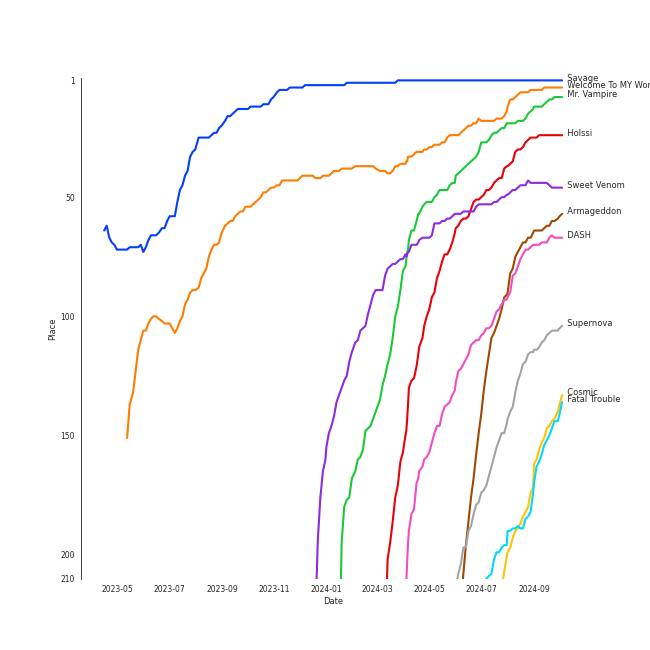 Savage
Welcome To MY Wor
Mr. Vampire
Holssi
Sweet Venom
Armageddon
DASH
Supernova
Cosmic
Fatal Trouble
1
50
100
150
200
210
Place
2023-05
2023-07
2023-09
2023-11
2024-01
2024-03
2024-05
2024-07
2024-09
Date